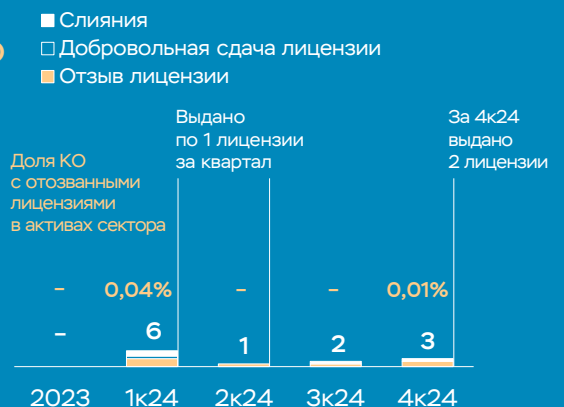 Слияния
Добровольная сдача лицензии
Отзыв лицензии
Выдано
по 1 лицензии
за квартал
За 4к24
выдано
2 лицензии
Доля КО
с отозванными
лицензиями
в активах сектора
– 0,04% – – 0,01%
– 6 1 2 3
2023 1к24 2к24 3к24 4к24